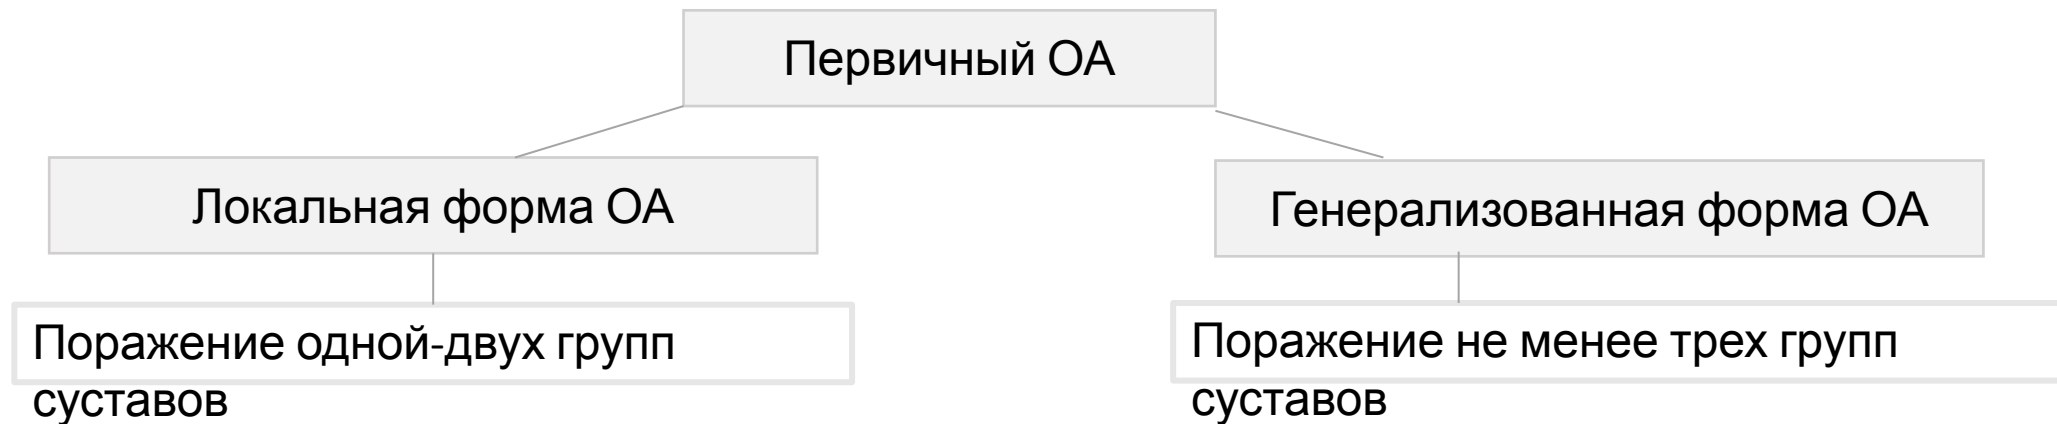 Первичный ОА
Локальная форма ОА
Генерализованная форма ОА
Поражение одной-двух групп
суставов
Поражение не менее трех групп
суставов